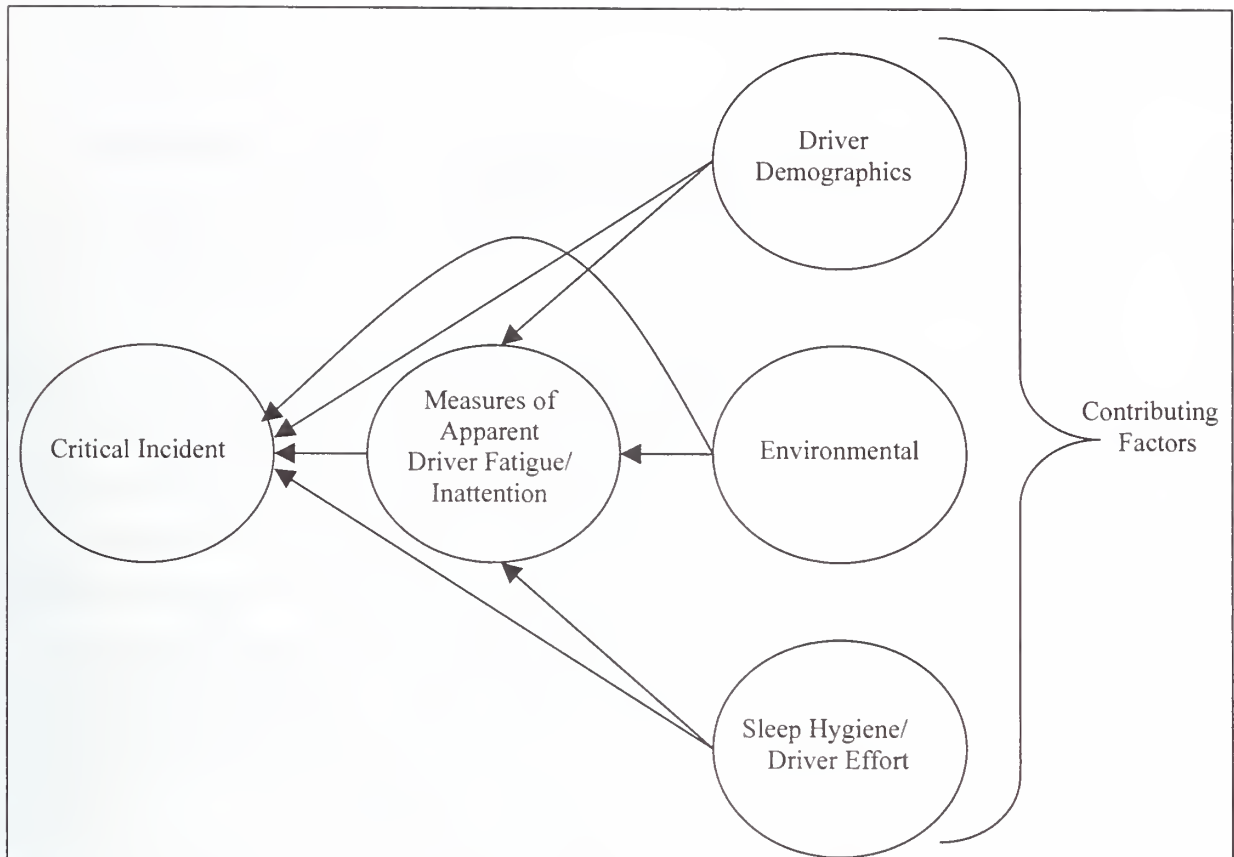 Driver
Demographics
Critical Incident
Measures of
Apparent
Driver Fatigue/
Inattention
Environmental
Contributing
Factors
Sleep Hygiene/
Driver Effort